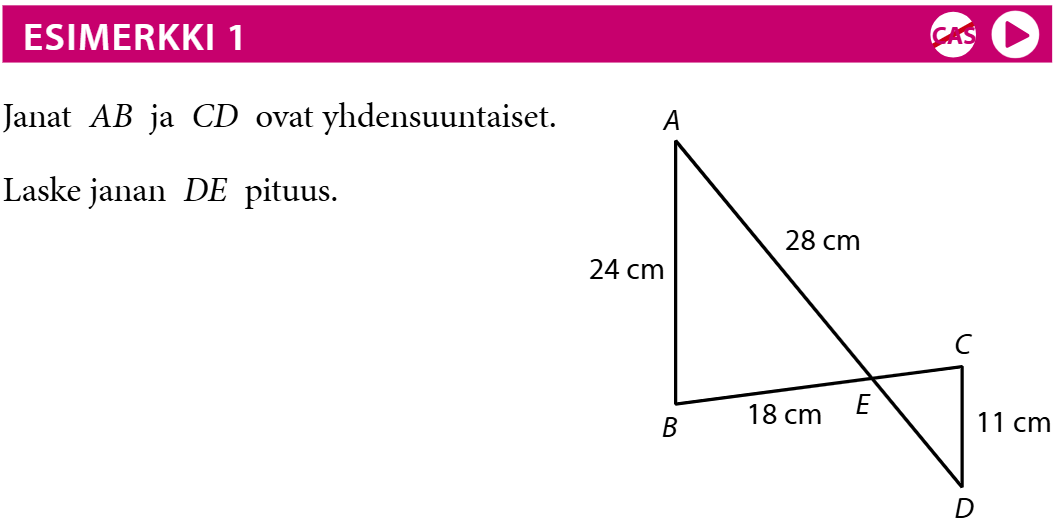 ESIMERKKI 1
CAS
Janat AB ja CD ovat yhdensuuntaiset.
Laske janan DE pituus.
A
28 cm
24 cm
C
E
18 cm
B
11 cm
D